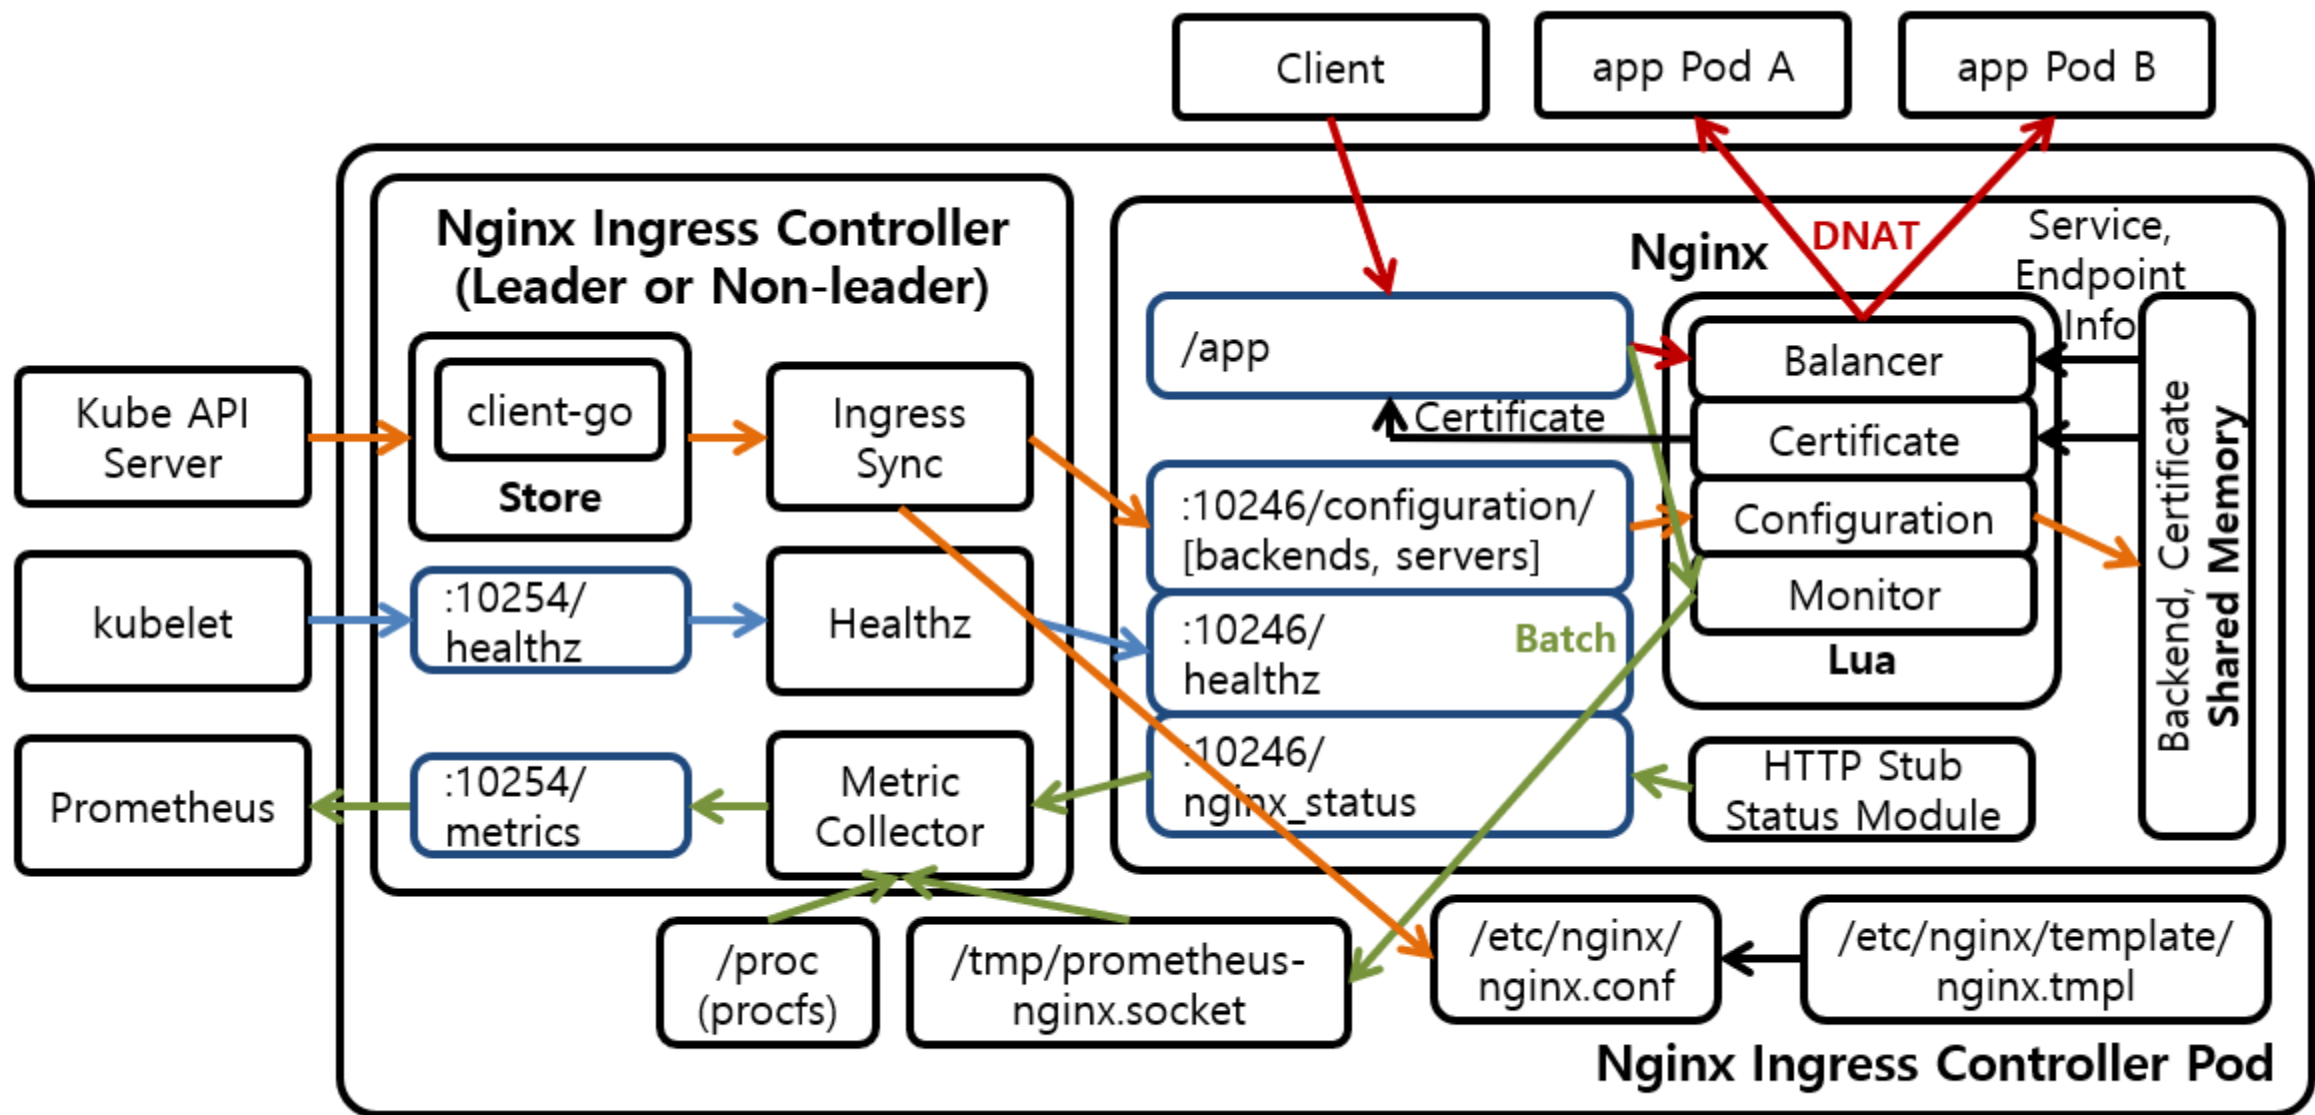 Client
app Pod A
app Pod B
Nginx Ingress Controller
(Leader or Non-leader)
Kube API
Server
client-go
Store
Ingress
Sync
kubelet
:10254/
healthz
Healthz
Prometheus
:10254/
metrics
Metric
Collector
/proc
(procfs)
/tmp/prometheus-
nginx.socket
Nginx
DNAT
Service,
Endpoint
Info
/app
Certificate
:10246/configuration/
[backends, servers]
:10246/
healthz
Batch
:10246/
nginx_status
Balancer
Certificate
Configuration
Monitor
Lua
HTTP Stub
Status Module
Backend, Certificate
Shared Memory
/etc/nginx/
nginx.conf
/etc/nginx/template/
nginx.tmpl
Nginx Ingress Controller Pod